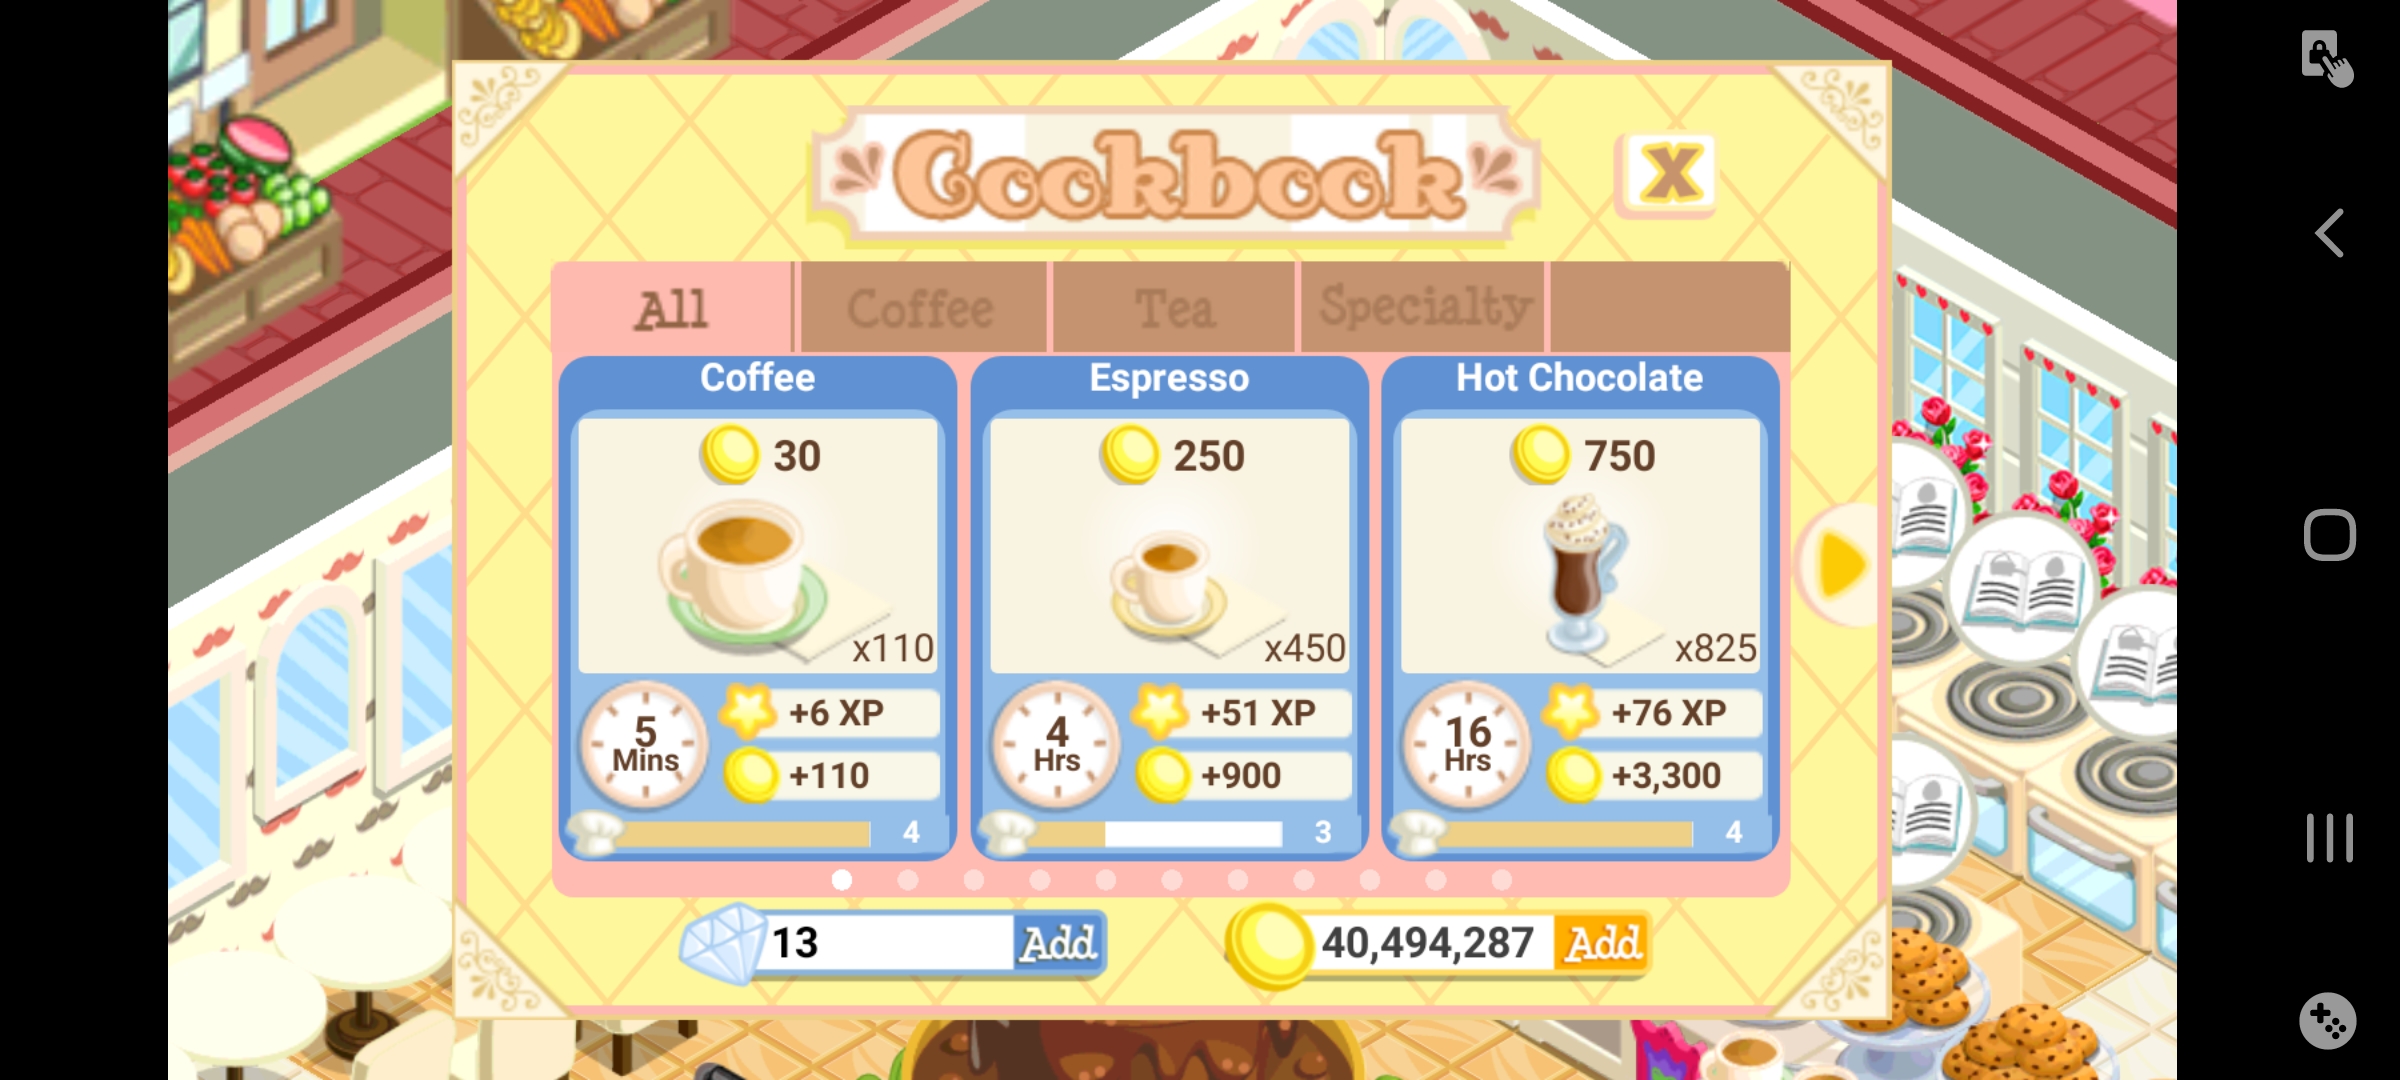 Cookbook
X
All
Coffee
Tea
Specialty
Coffee
30
x110
5
Mins
+6 XP
+110
4
Espresso
250
x450
4
Hrs
+51 XP
+900
3
Hot Chocolate
750
x825
16
Hrs
+76 XP
+3,300
4
13
Add
40,494,287
Add